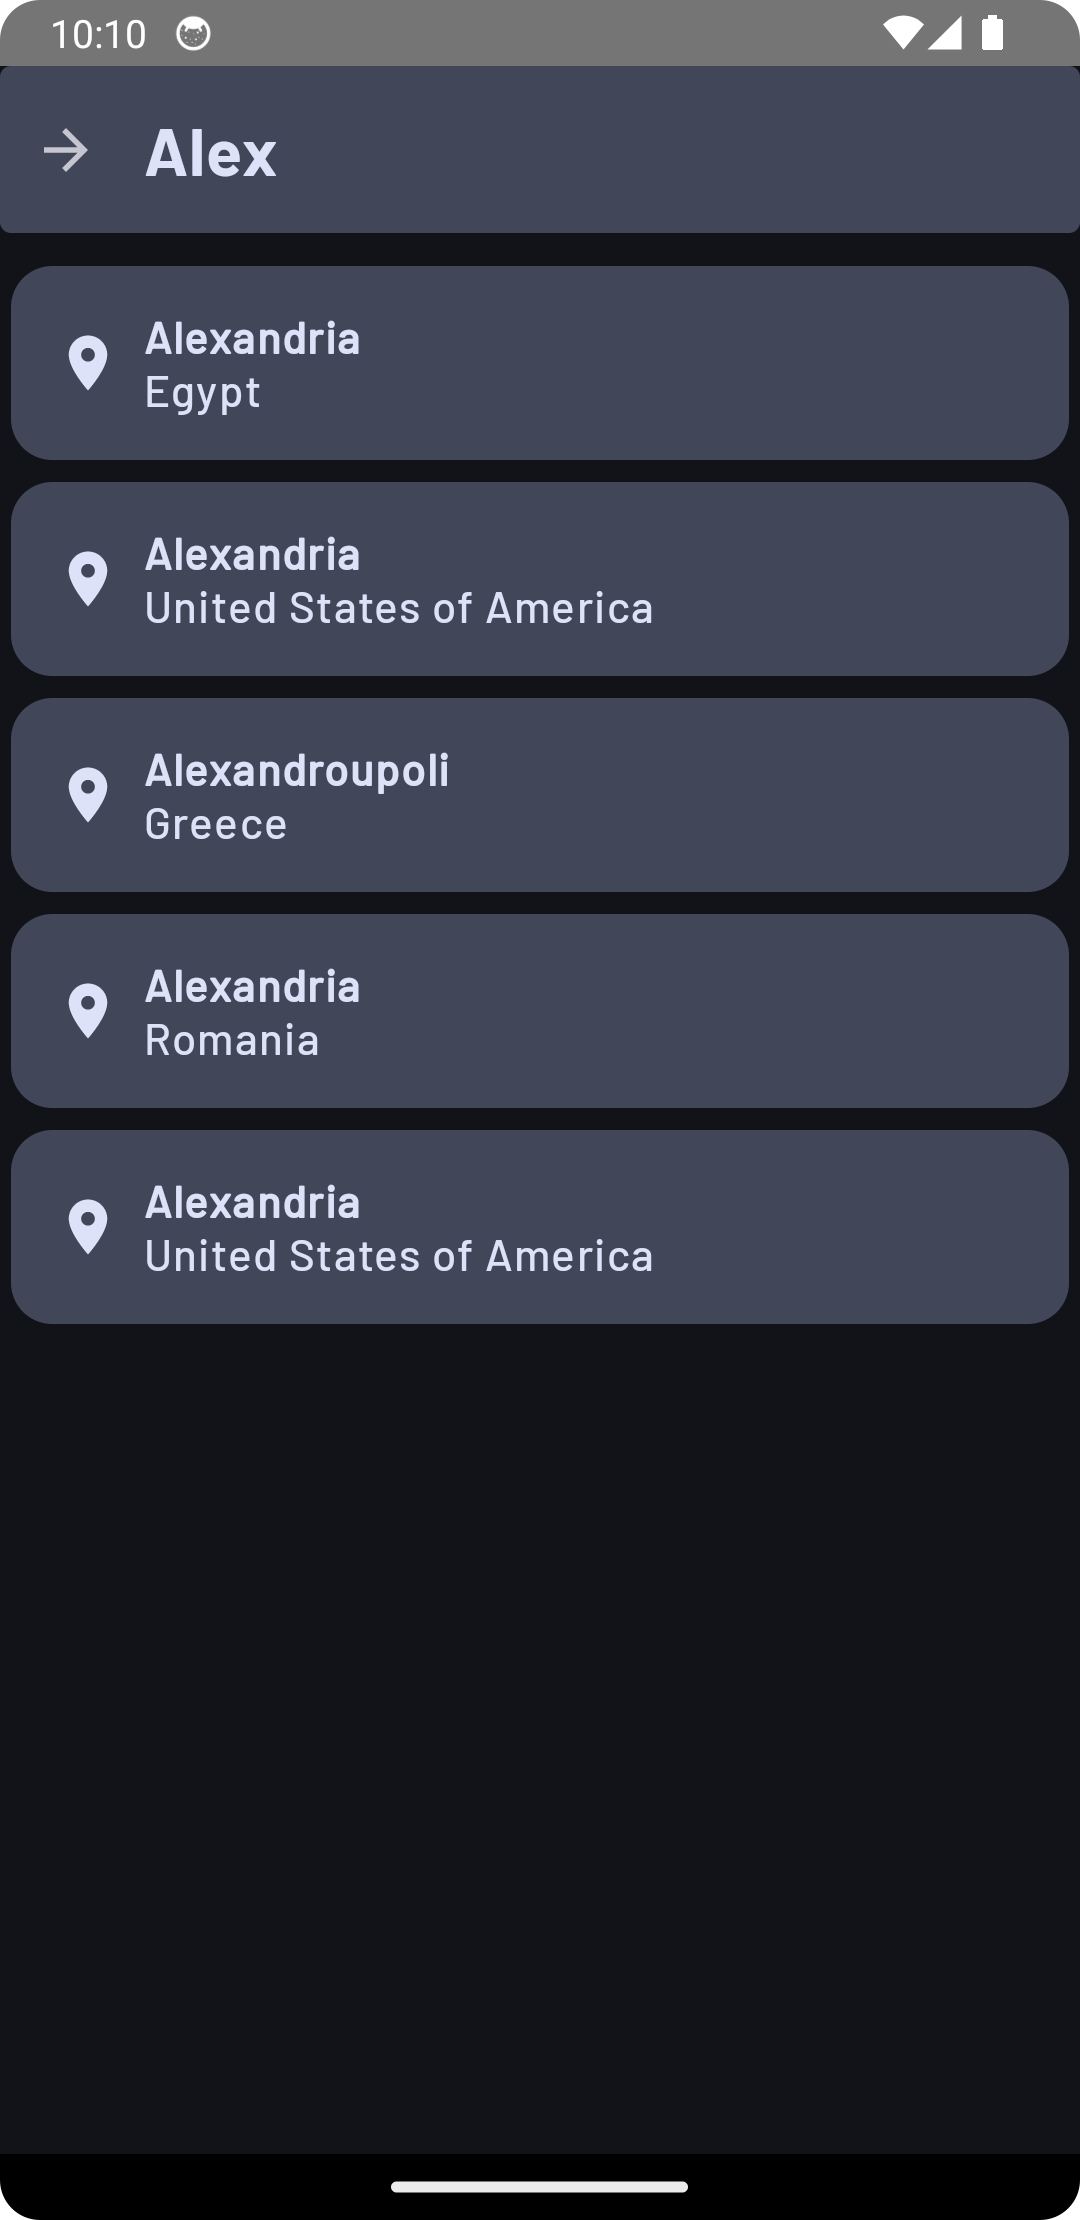 10:10
Alex
Alexandria
Egypt
Alexandria
United States of America
Alexandroupoli
Greece
Alexandria
Romania
Alexandria
United States of America